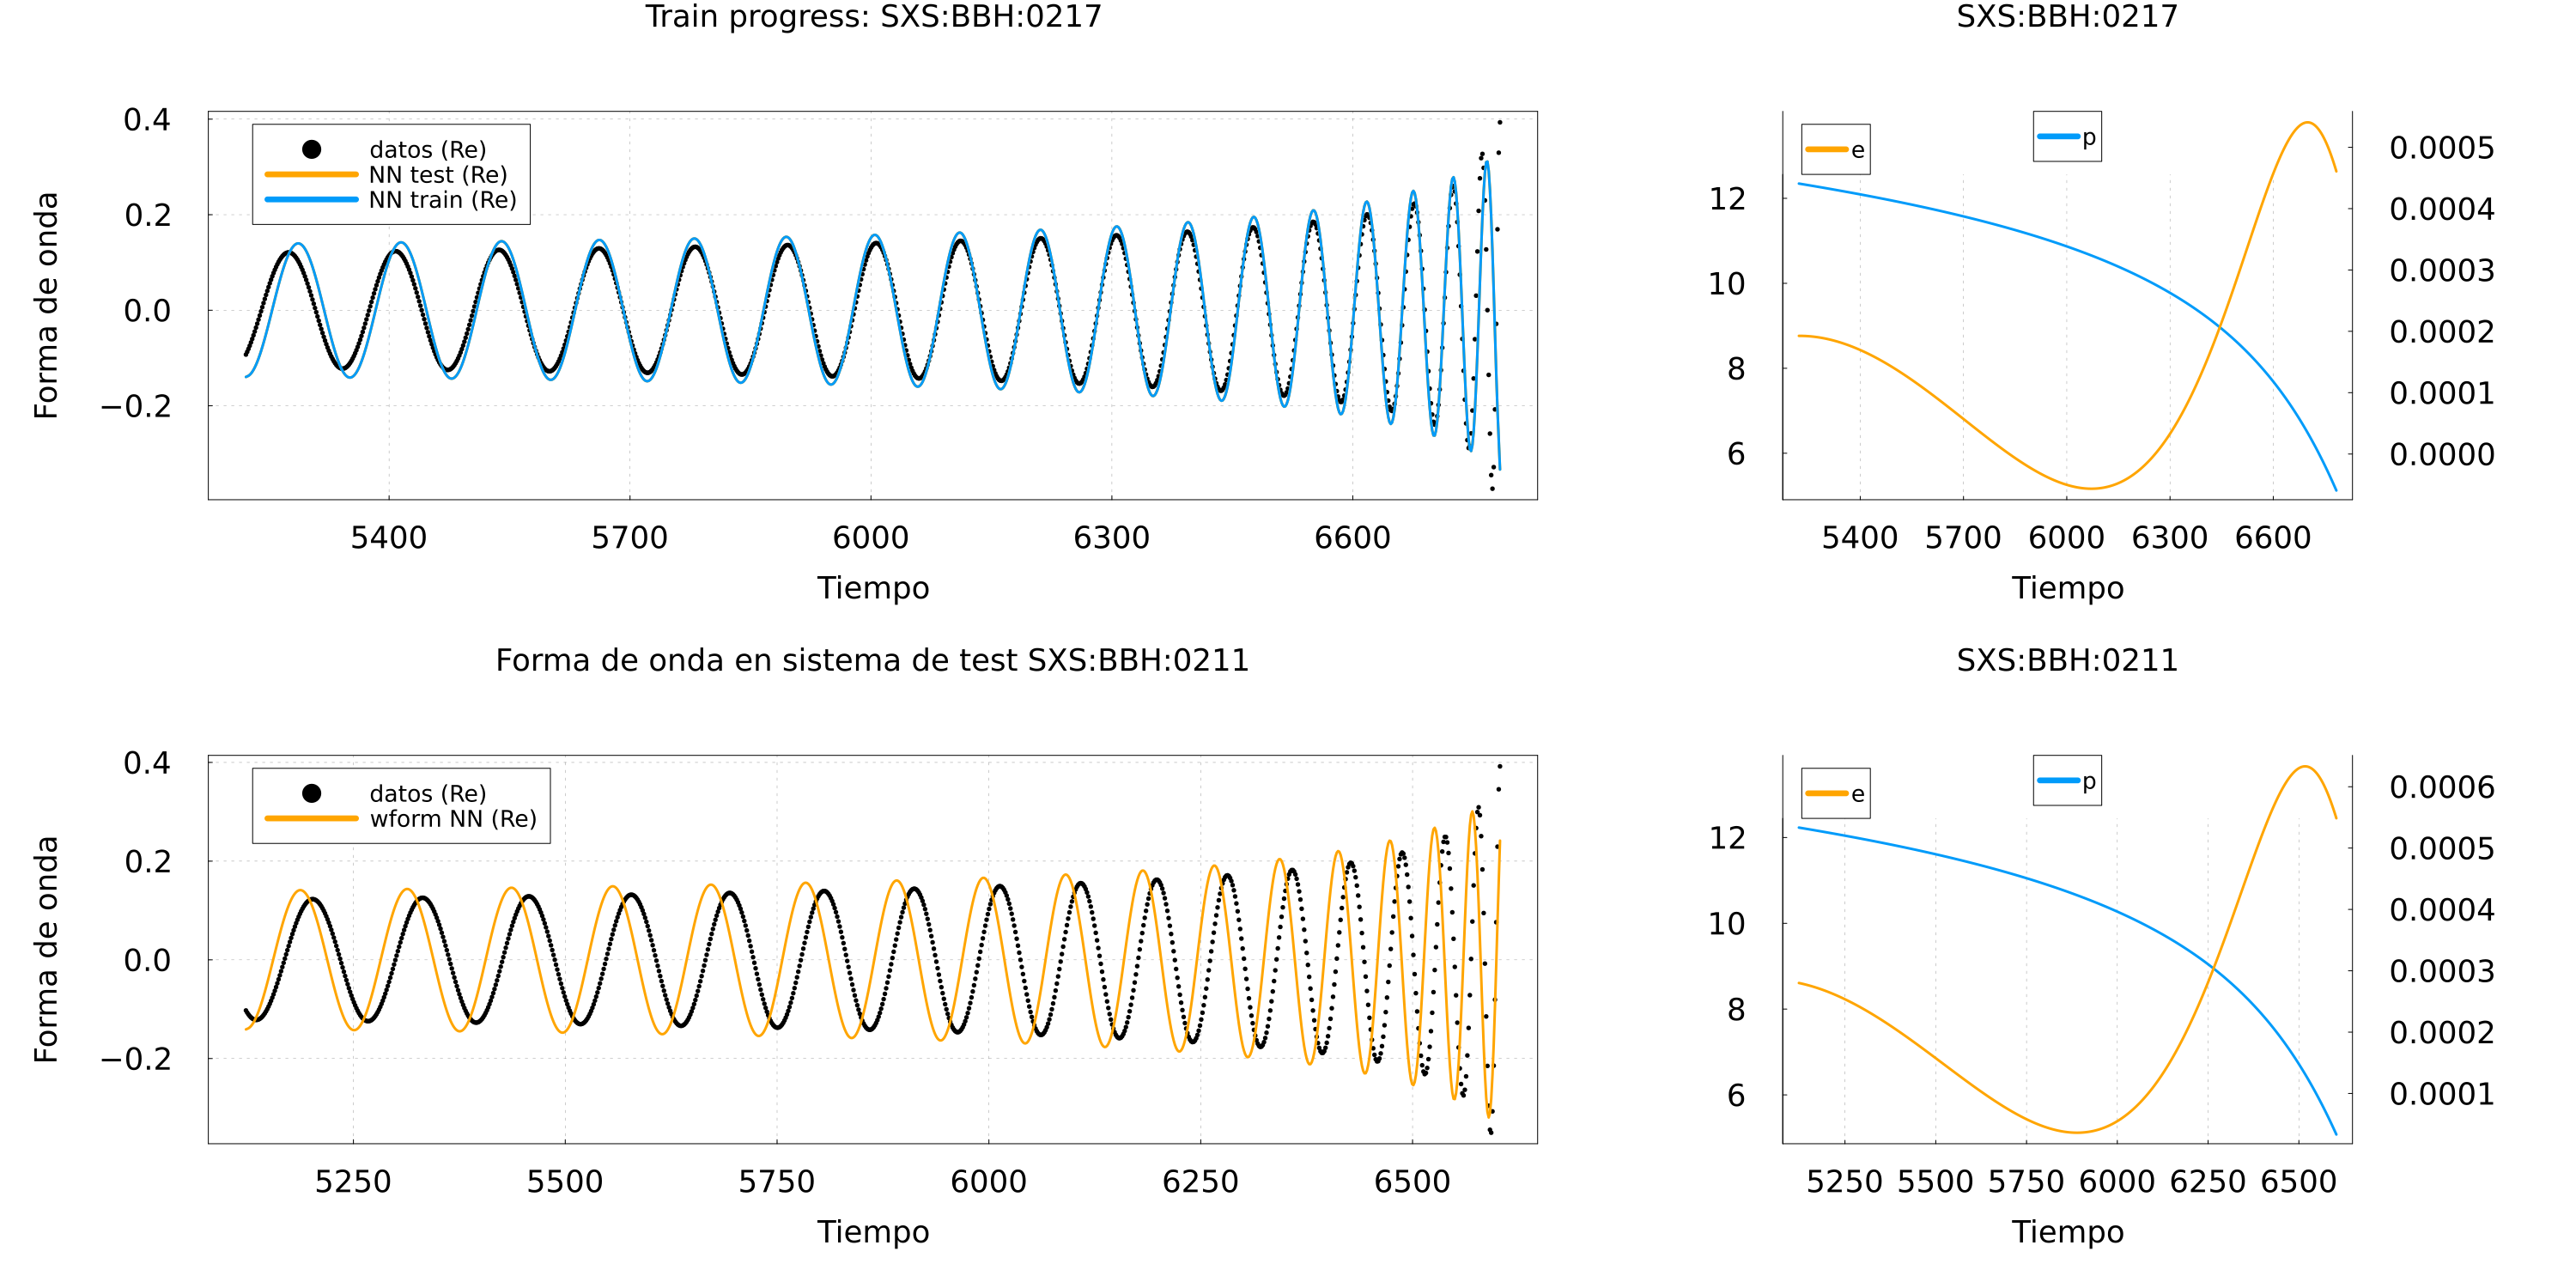 Train progress: SXS:BBH:0217
0.4
0.2
0.0
−0.2
Forma de onda
datos (Re)
NN test (Re)
NN train (Re)
5400 5700 6000 6300 6600
Tiempo
SXS:BBH:0217
e
p
12
10
8
6
0.0005
0.0004
0.0003
0.0002
0.0001
0.0000
5400 5700 6000 6300 6600
Tiempo
Forma de onda en sistema de test SXS:BBH:0211
0.4
0.2
0.0
−0.2
Forma de onda
datos (Re)
wform NN (Re)
5250 5500 5750 6000 6250 6500
Tiempo
SXS:BBH:0211
e
p
12
10
8
6
0.0006
0.0005
0.0004
0.0003
0.0002
0.0001
5250 5500 5750 6000 6250 6500
Tiempo